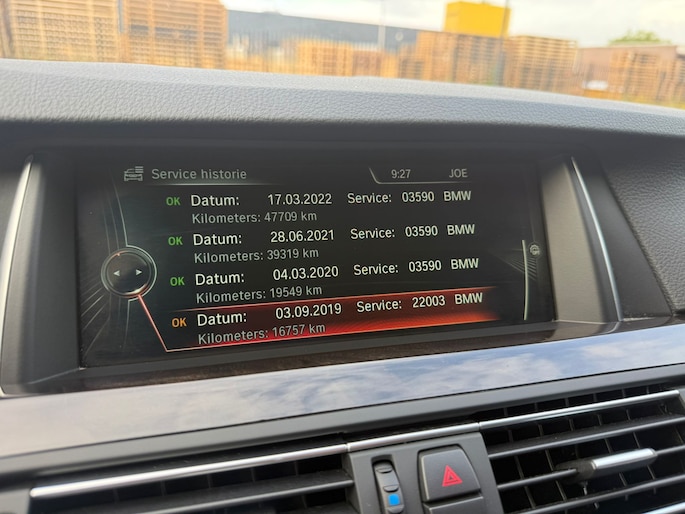 Service historie 9:27 JOE
OK Datum: 17.03.2022 Service: 03590 BMW
Kilometers: 47709 km
OK Datum: 28.06.2021 Service: 03590 BMW
Kilometers: 39319 km
OK Datum: 04.03.2020 Service: 03590 BMW
Kilometers: 19549 km
OK Datum: 03.09.2019 Service: 22003 BMW
Kilometers: 16757 km